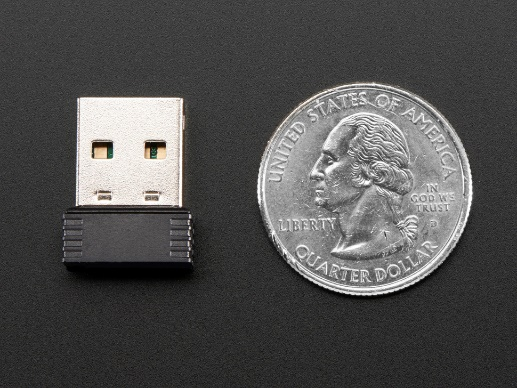 UNITED STATES OF AMERICA
LIBERTY
IN
GOD WE
TRUST
QUARTER DOLLAR